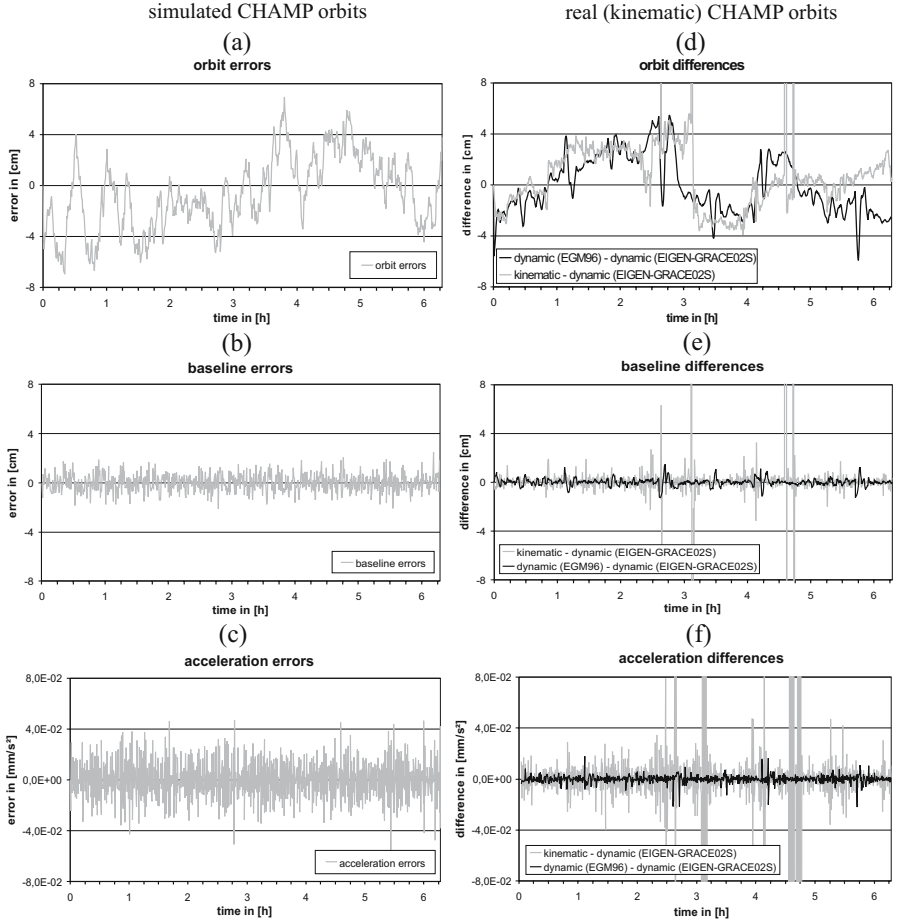 simulated CHAMP orbits
(a)
orbit errors
error in [cm]
8
4
0
-4
-8
orbit errors
0 1 2 3 4 5 6
time in [h]
(b)
baseline errors
error in [cm]
8
4
0
-4
-8
baseline errors
0 1 2 3 4 5 6
time in [h]
(c)
acceleration errors
error in [mm/s²]
8,0E-02
4,0E-02
0,0E+00
-4,0E-02
-8,0E-02
acceleration errors
0 1 2 3 4 5 6
time in [h]
real (kinematic) CHAMP orbits
(d)
orbit differences
difference in [cm]
8
4
0
-4
-8
dynamic (EGM96) - dynamic (EIGEN-GRACE02S)
kinematic - dynamic (EIGEN-GRACE02S)
0 1 2 3 4 5 6
time in [h]
(e)
baseline differences
difference in [cm]
8
4
0
-4
-8
kinematic - dynamic (EIGEN-GRACE02S)
dynamic (EGM96) - dynamic (EIGEN-GRACE02S)
0 1 2 3 4 5 6
time in [h]
(f)
acceleration differences
difference in [mm/s²]
8,0E-02
4,0E-02
0,0E+00
-4,0E-02
-8,0E-02
kinematic - dynamic (EIGEN-GRACE02S)
dynamic (EGM96) - dynamic (EIGEN-GRACE02S)
0 1 2 3 4 5 6
time in [h]